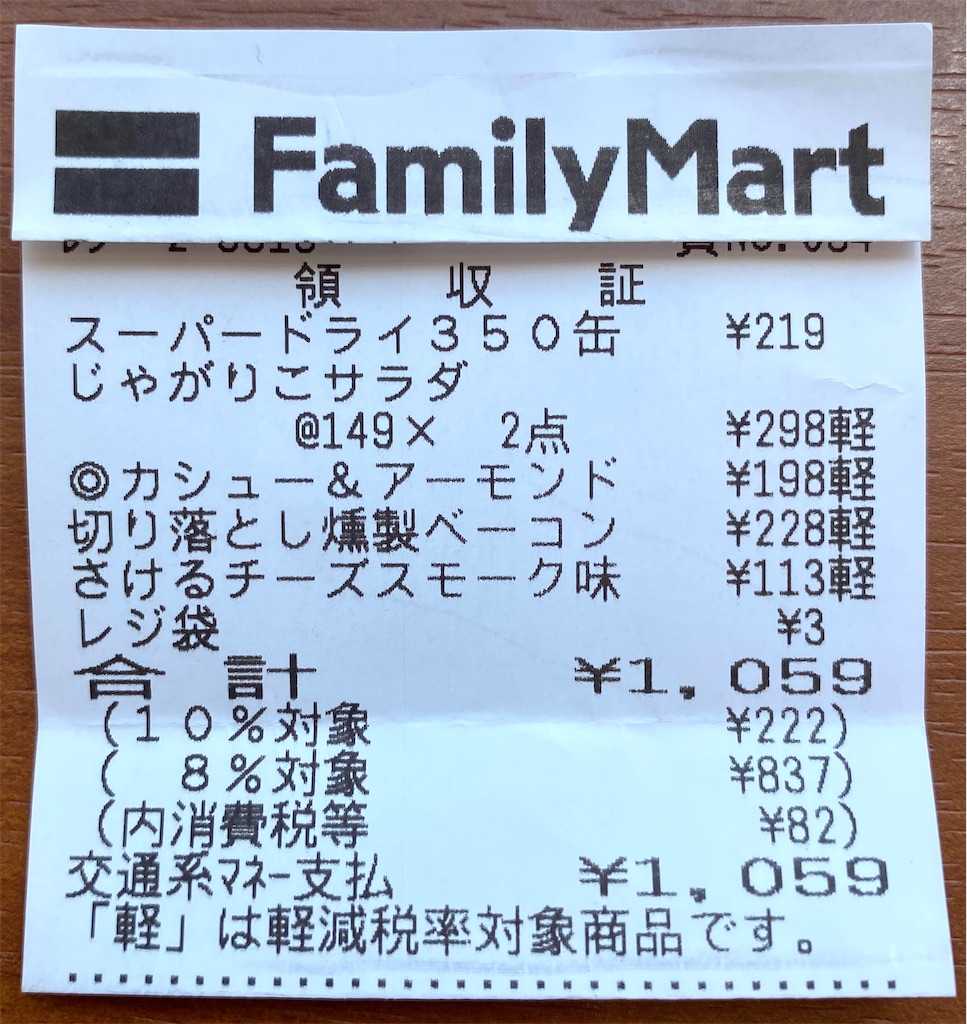 FamilyMart
領 収 証
スーパードライ350缶 ¥219
じゃがりこサラダ
@149× 2点 ¥298軽
◎カシュー&アーモンド ¥198軽
切り落とし燻製ベーコン ¥228軽
さけるチーズスモーク味 ¥113軽
レジ袋 ¥3
合 計 ¥1,059
(10%対象 ¥222)
( 8%対象 ¥837)
(内消費税等 ¥82)
交通系マネー支払 ¥1,059
「軽」は軽減税率対象商品です。